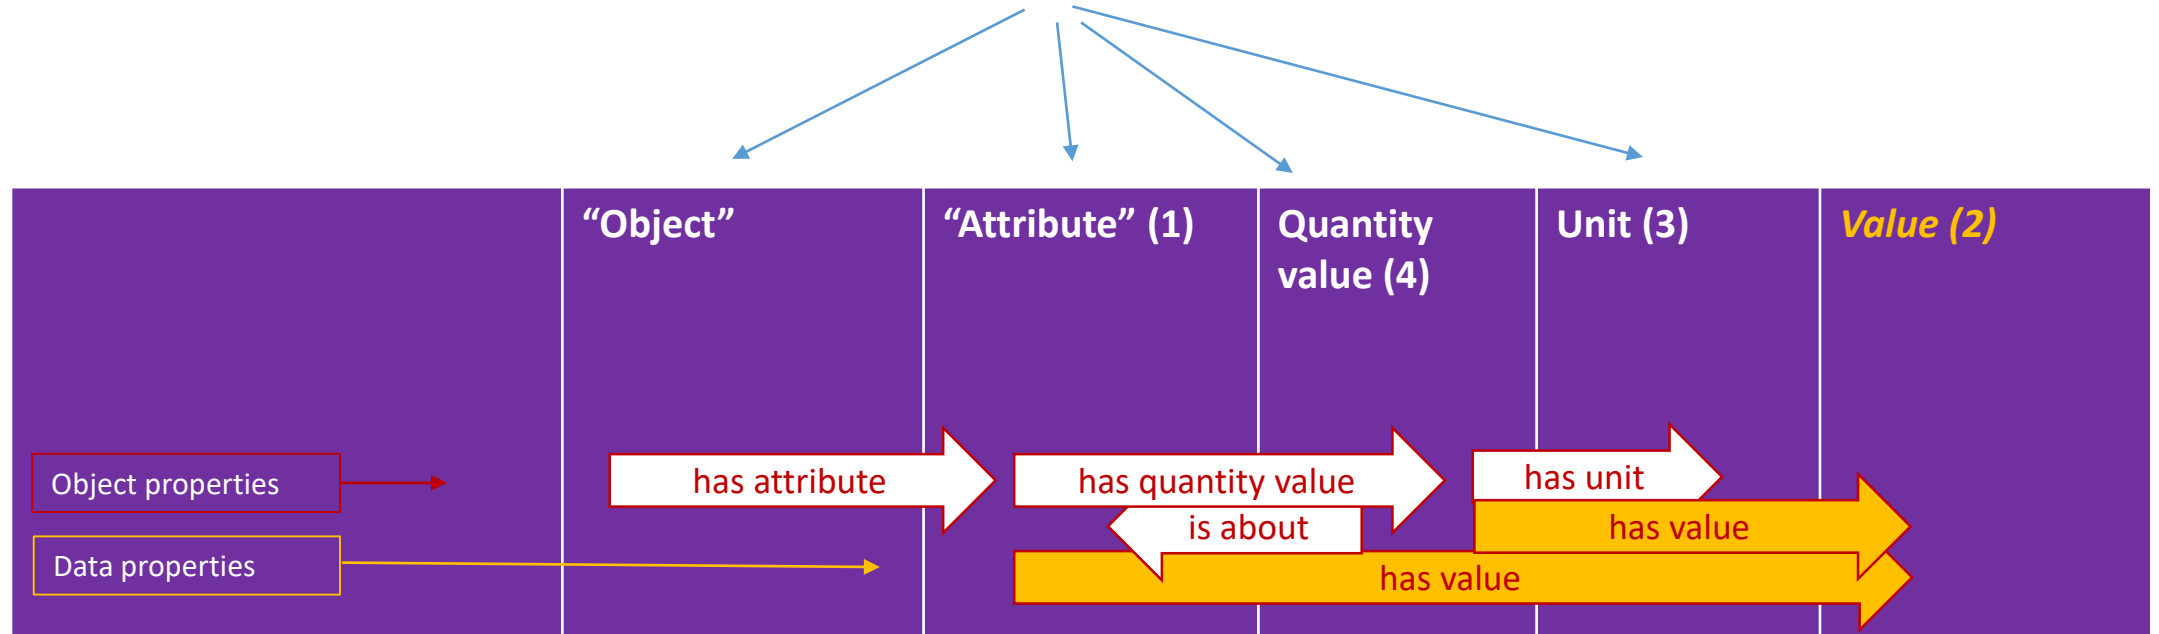 “Object”
“Attribute” (1)
Quantity
value (4)
Unit (3)
Value (2)
Object properties
has attribute
has quantity value
has unit
is about
has value
Data properties
has value